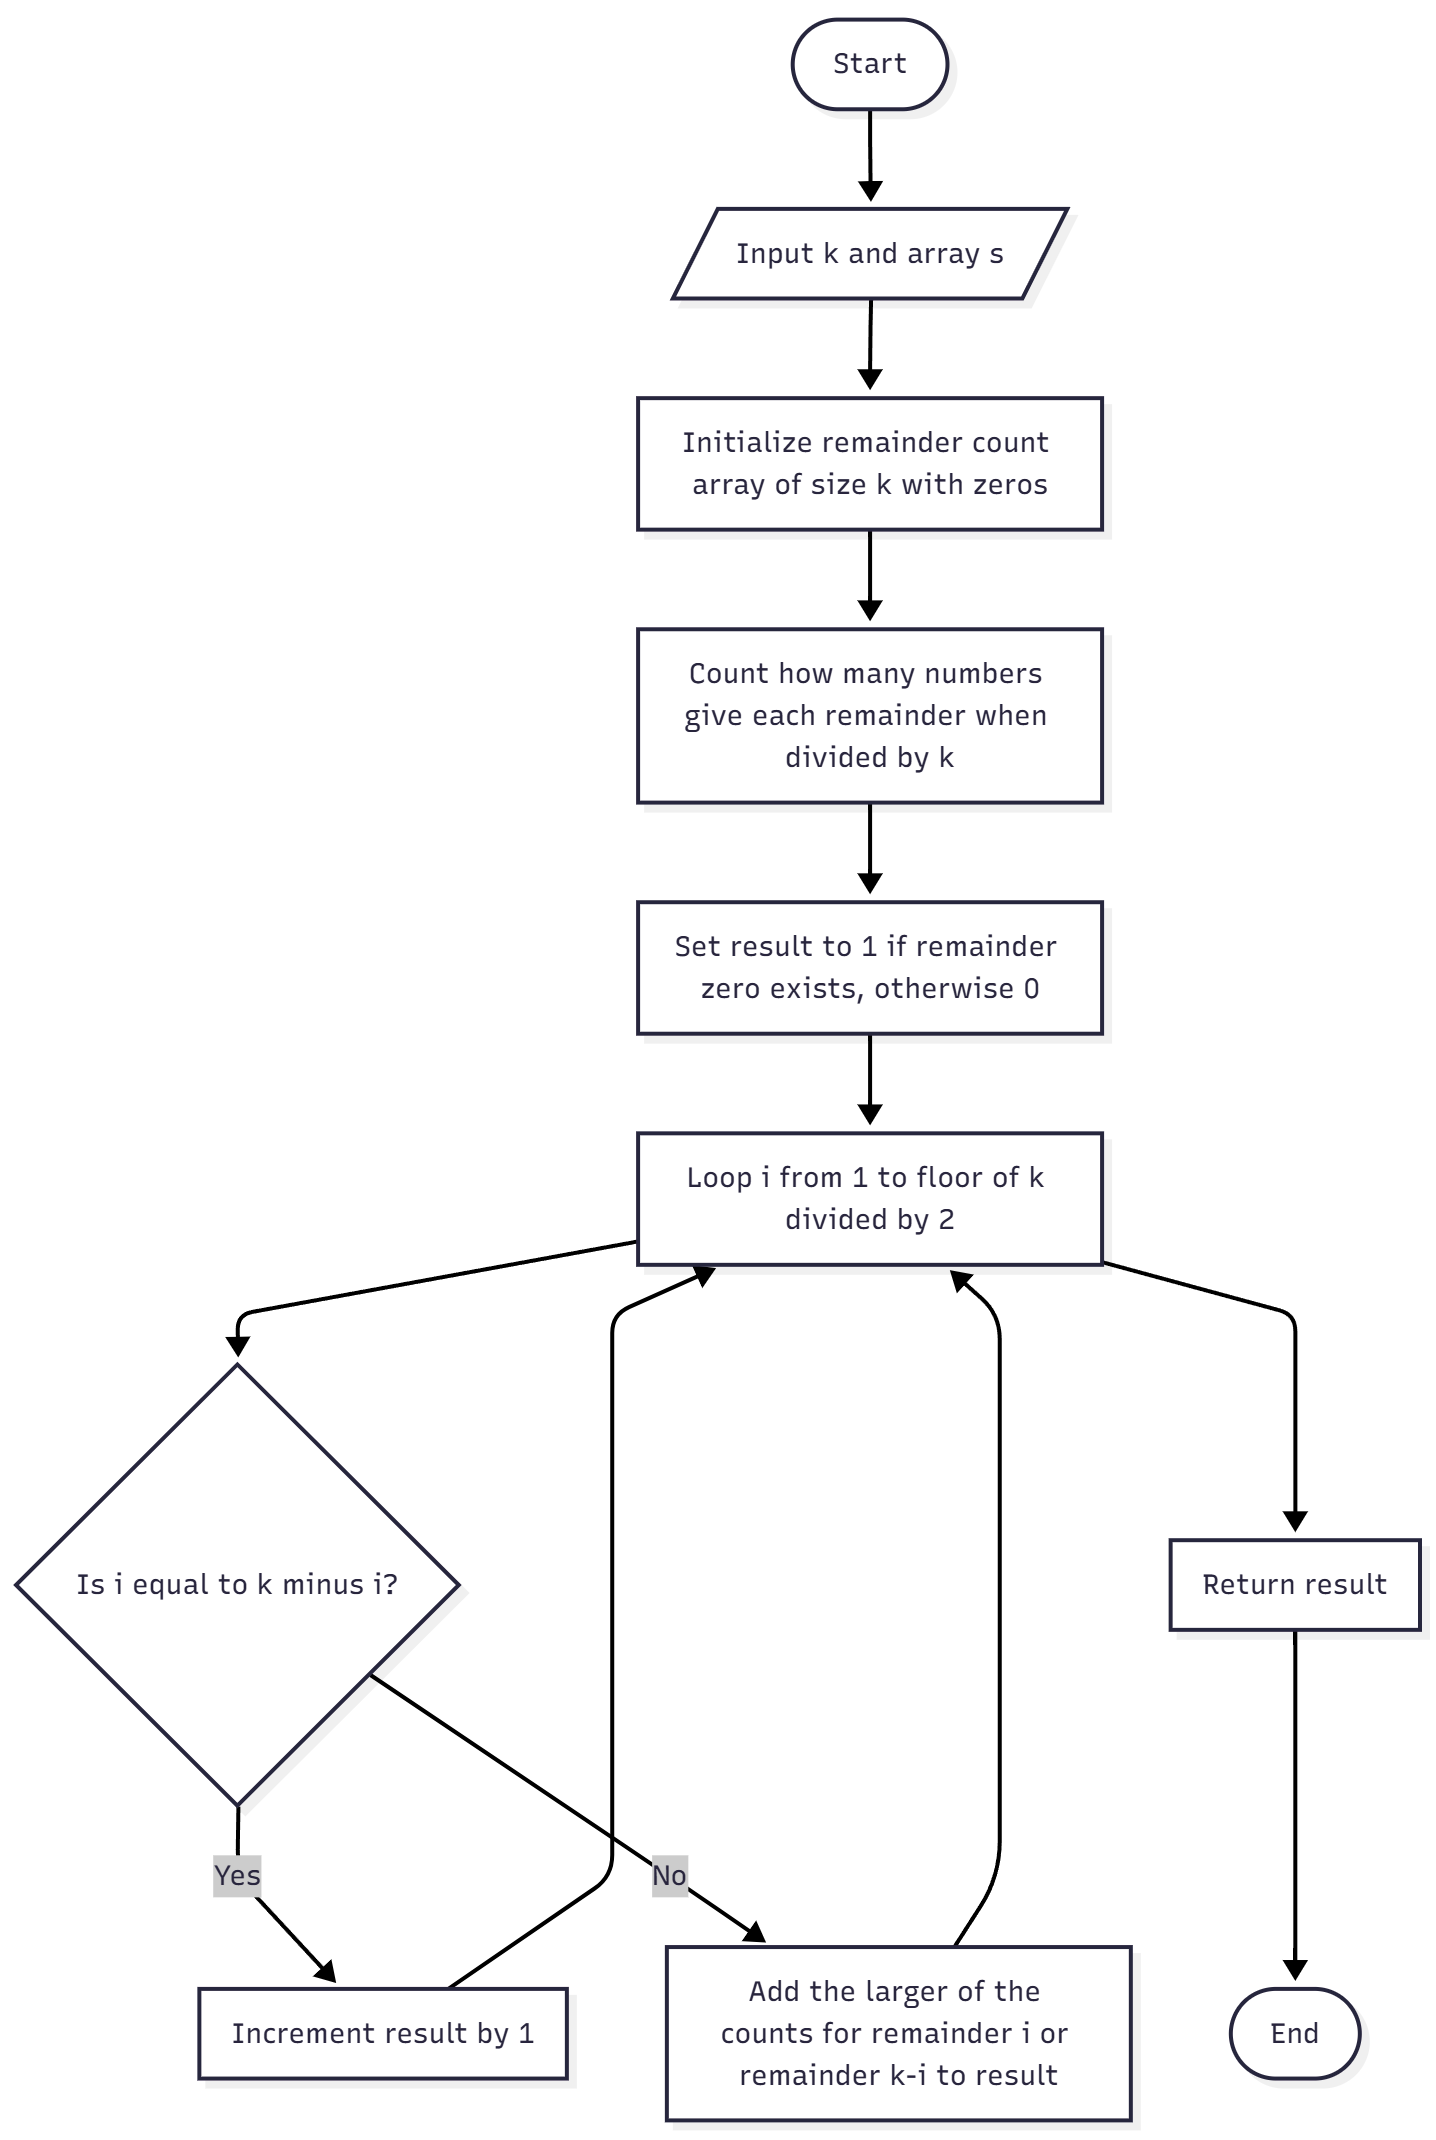 Start
Input k and array s
Initialize remainder count
array of size k with zeros
Count how many numbers
give each remainder when
divided by k
Set result to 1 if remainder
zero exists, otherwise 0
Loop i from 1 to floor of k
divided by 2
Is i equal to k minus i?
Return result
Yes
No
Increment result by 1
Add the larger of the
counts for remainder i or
remainder k-i to result
End